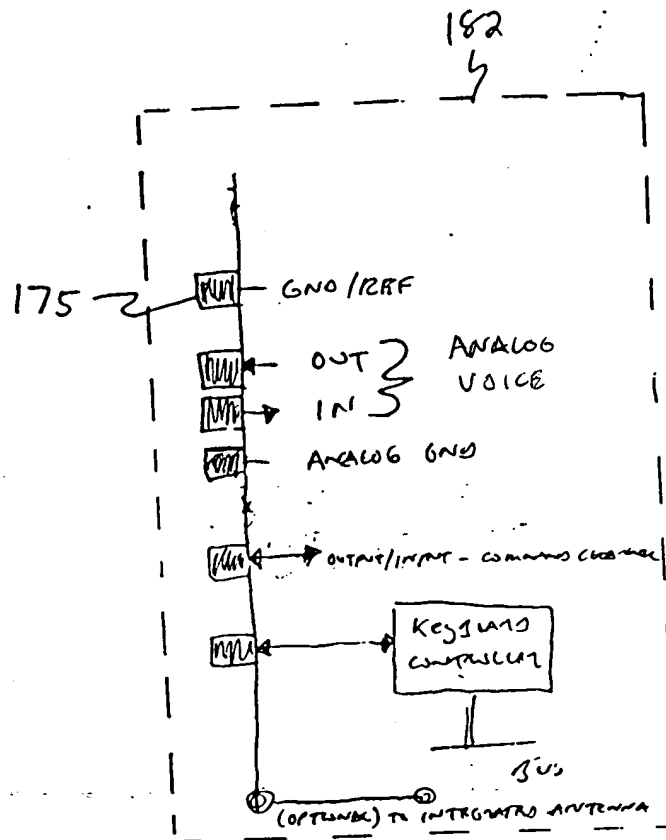 182
175
GND/REF
OUT
IN
ANALOG
VOICE
ANALOG GND
OUTPUT/INPUT - COMMAND CHANNEL
KEYBOARD
CONTROLLER
BUS
(OPTIONAL) TO INTEGRATED ANTENNA